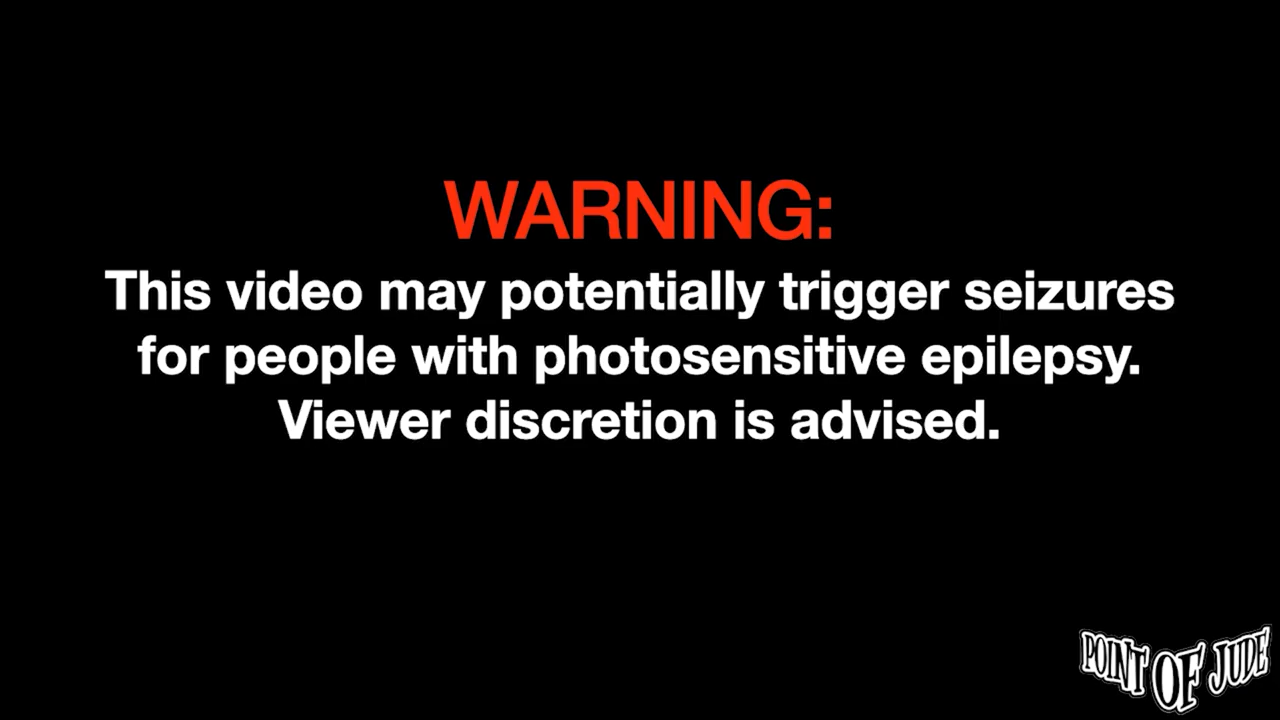 WARNING:
This video may potentially trigger seizures
for people with photosensitive epilepsy.
Viewer discretion is advised.
POINT OF JUDE